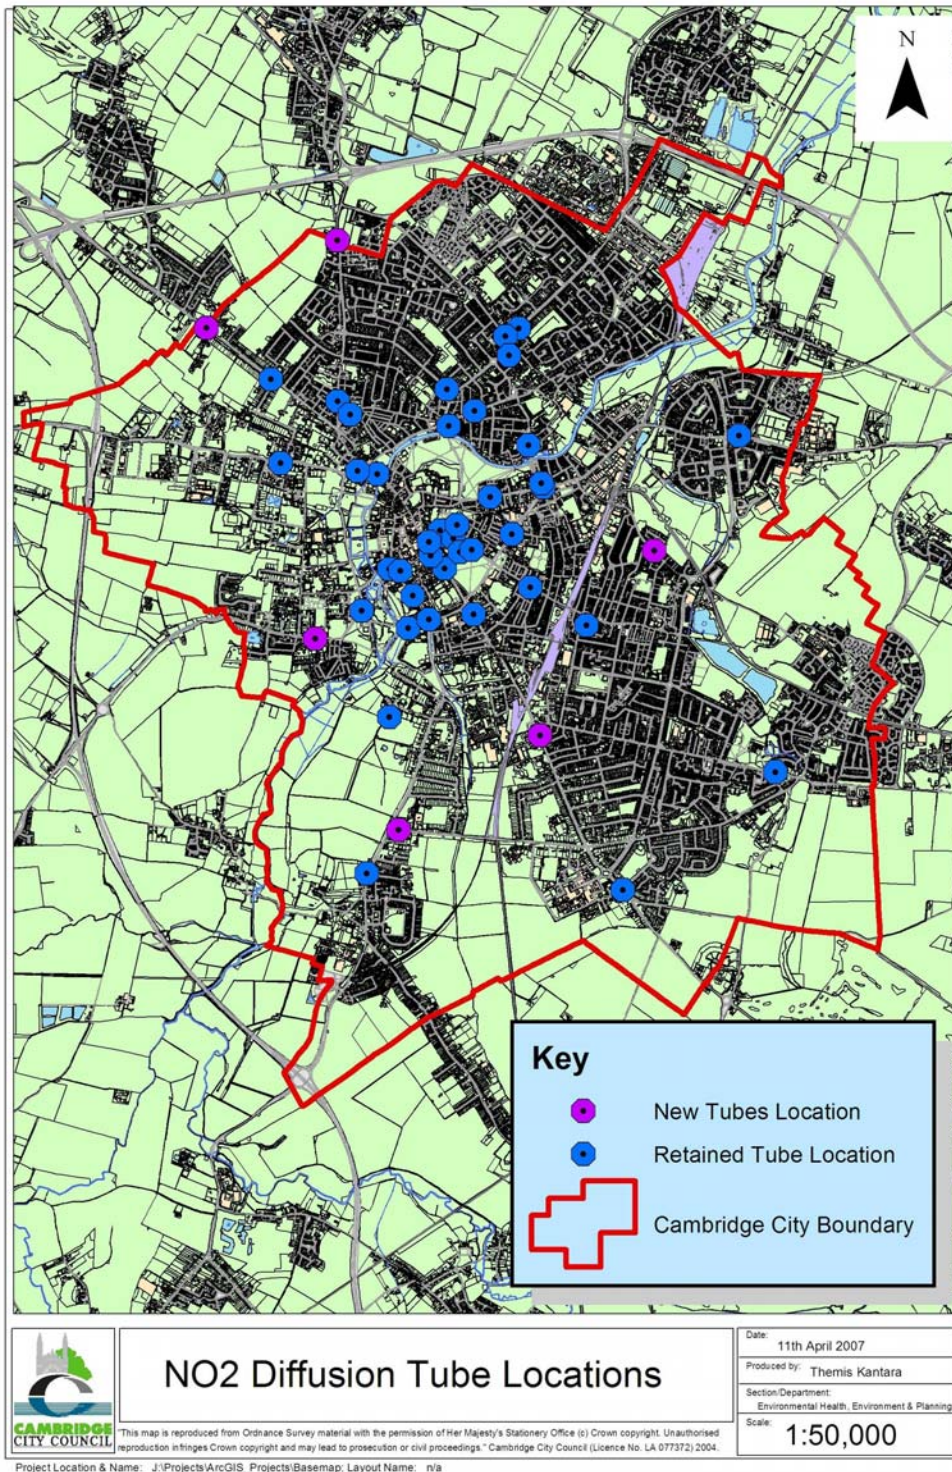 N
Key
New Tubes Location
Retained Tube Location
Cambridge City Boundary
CAMBRIDGE
CITY COUNCIL
NO2 Diffusion Tube Locations
"This map is reproduced from Ordnance Survey material with the permission of Her Majesty's Stationery Office (c) Crown copyright. Unauthorised
reproduction infringes Crown copyright and may lead to prosecution or civil proceedings." Cambridge City Council (Licence No. LA 077372) 2004.
Date:
11th April 2007
Produced by: Themis Kantara
Section/Department:
Environmental Health, Environment & Planning
Scale:
1:50,000
Project Location & Name: J:\Projects\ArcGIS_Projects\Basemap; Layout Name: n/a